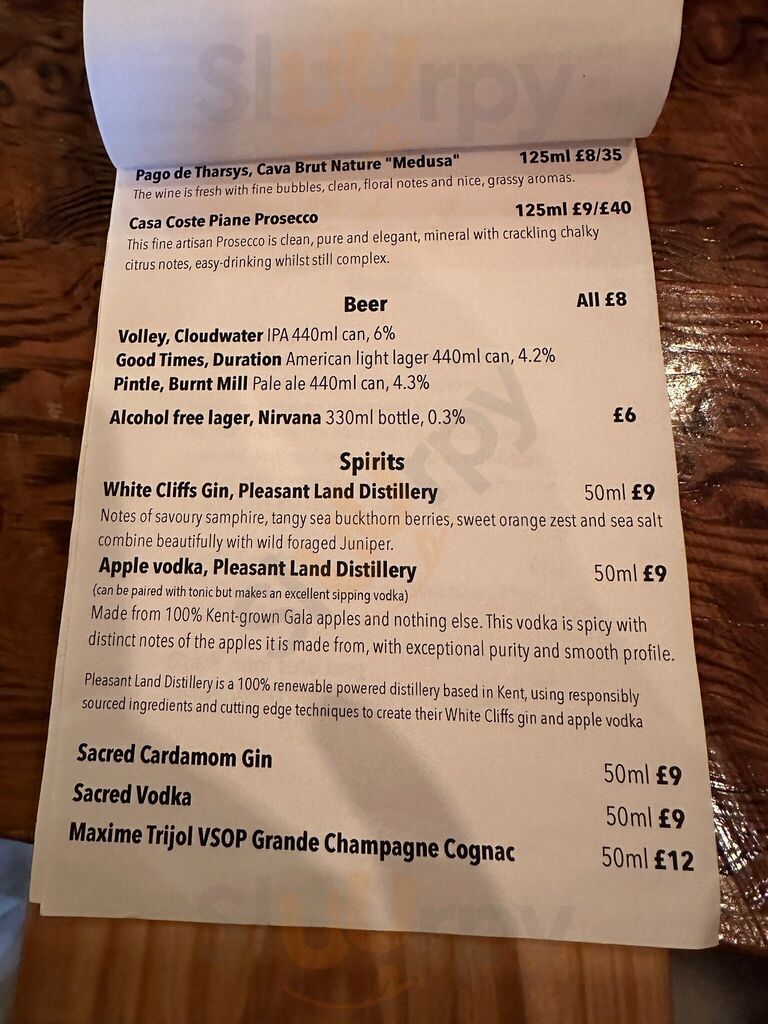 Sluurpy
Pago de Tharsys, Cava Brut Nature "Medusa" 125ml £8/35
The wine is fresh with fine bubbles, clean, floral notes and nice, grassy aromas.
Casa Coste Piane Prosecco 125ml £9/£40
This fine artisan Prosecco is clean, pure and elegant, mineral with crackling chalky
citrus notes, easy-drinking whilst still complex.
Beer All £8
Volley, Cloudwater IPA 440ml can, 6%
Good Times, Duration American light lager 440ml can, 4.2%
Pintle, Burnt Mill Pale ale 440ml can, 4.3%
Alcohol free lager, Nirvana 330ml bottle, 0.3% £6
Spirits
White Cliffs Gin, Pleasant Land Distillery 50ml £9
Notes of savoury samphire, tangy sea buckthorn berries, sweet orange zest and sea salt
combine beautifully with wild foraged Juniper.
Apple vodka, Pleasant Land Distillery 50ml £9
(can be paired with tonic but makes an excellent sipping vodka)
Made from 100% Kent-grown Gala apples and nothing else. This vodka is spicy with
distinct notes of the apples it is made from, with exceptional purity and smooth profile.
Pleasant Land Distillery is a 100% renewable powered distillery based in Kent, using responsibly
sourced ingredients and cutting edge techniques to create their White Cliffs gin and apple vodka
Sacred Cardamom Gin 50ml £9
Sacred Vodka 50ml £9
Maxime Trijol VSOP Grande Champagne Cognac 50ml £12
Sluurpy